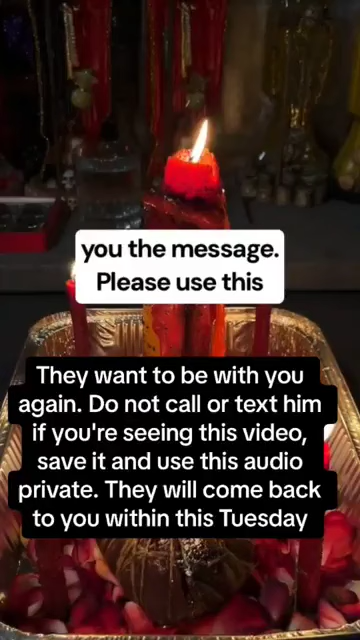 you the message.
Please use this
They want to be with you
again. Do not call or text him
if you're seeing this video,
save it and use this audio
private. They will come back
to you within this Tuesday